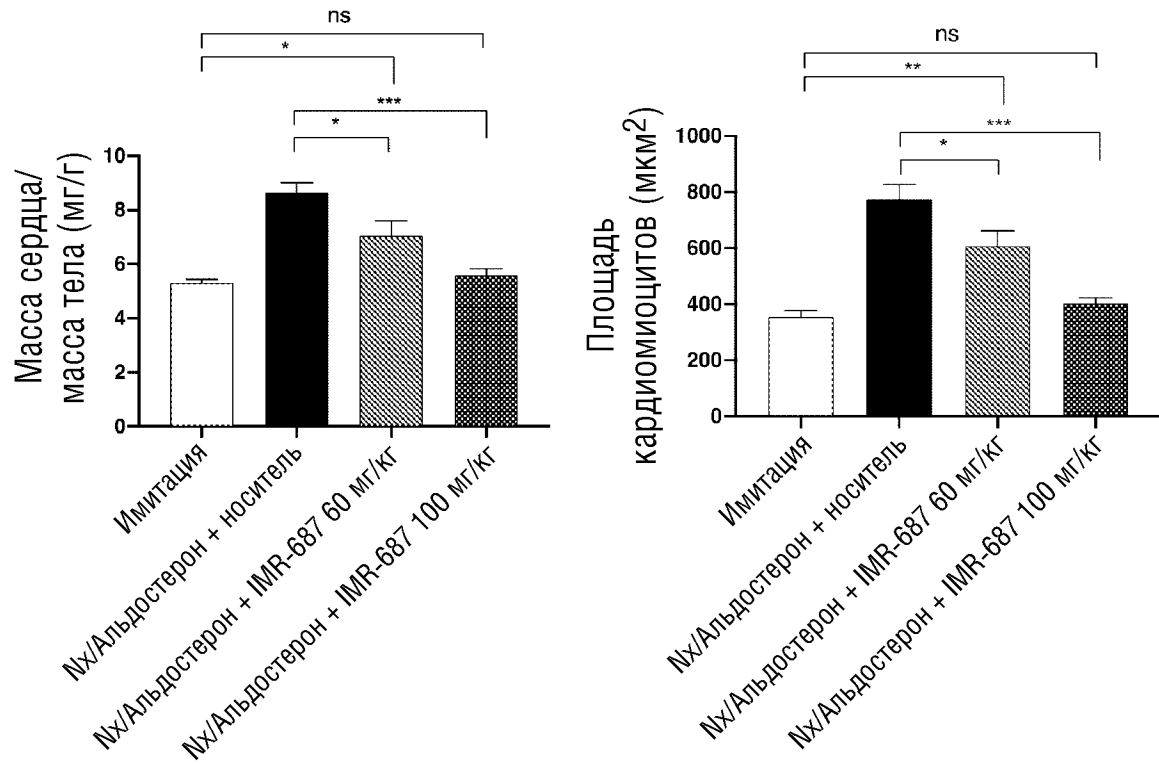 ns
*
***
*
Масса сердца/
масса тела (мг/г)
10
8
6
4
2
0
Имитация
Nx/Альдостерон + носитель
Nx/Альдостерон + IMR-687 60 мг/кг
Nx/Альдостерон + IMR-687 100 мг/кг
ns
**
***
*
Площадь
кардиомиоцитов (мкм²)
1000
800
600
400
200
0
Имитация
Nx/Альдостерон + носитель
Nx/Альдостерон + IMR-687 60 мг/кг
Nx/Альдостерон + IMR-687 100 мг/кг